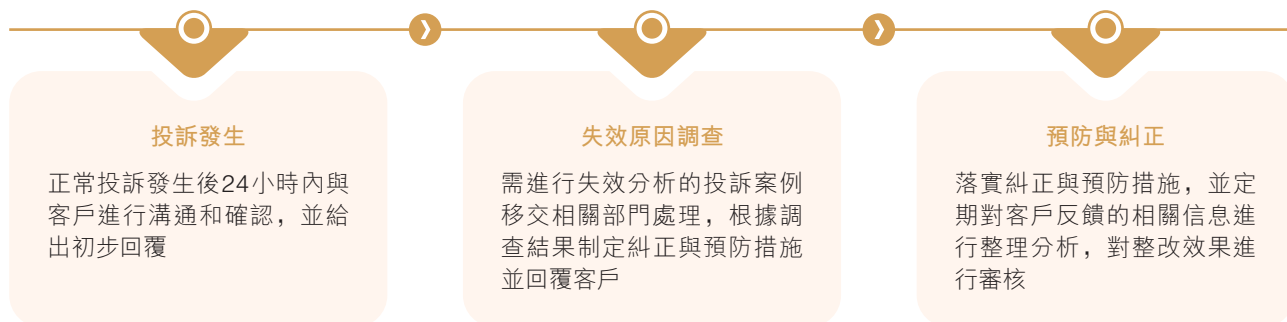 投訴發生
正常投訴發生後24小時內與
客戶進行溝通和確認，並給
出初步回覆
失效原因調查
需進行失效分析的投訴案例
移交相關部門處理，根據調
查結果制定糾正與預防措施
並回覆客戶
預防與糾正
落實糾正與預防措施，並定
期對客戶反饋的相關信息進
行整理分析，對整改效果進
行審核